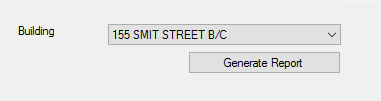 Building 155 SMIT STREET B/C
Generate Report